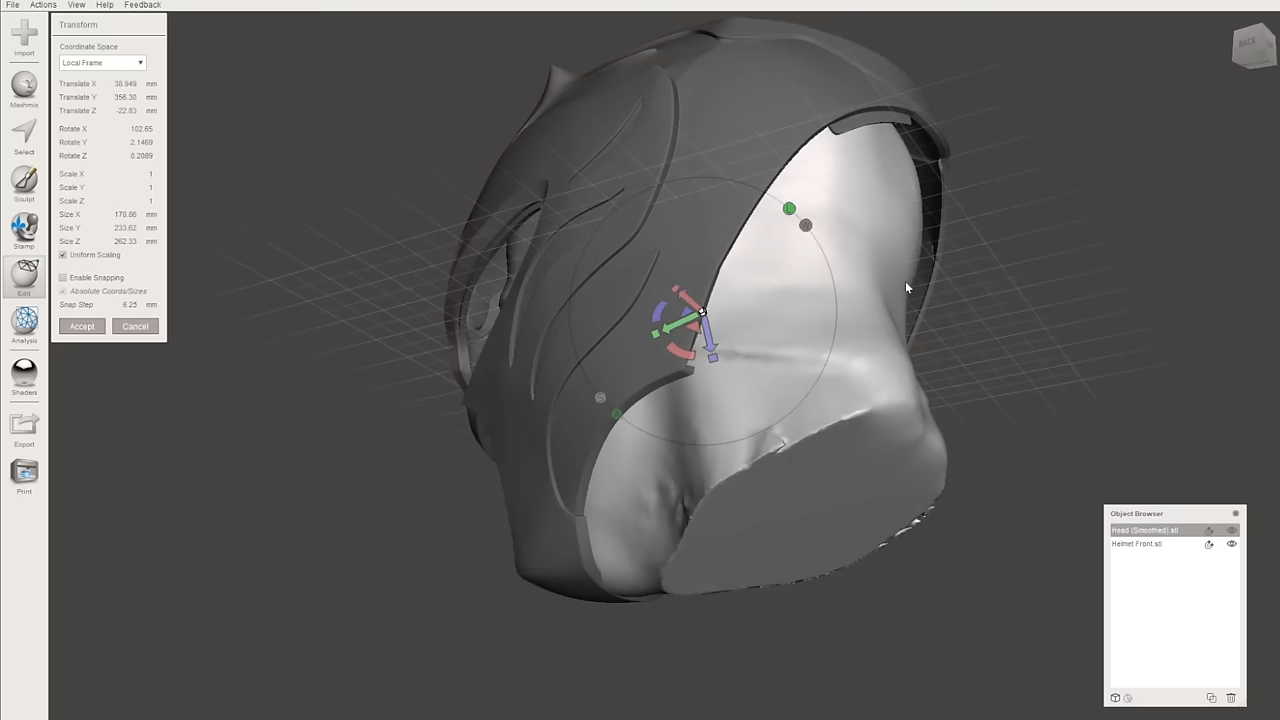 File Actions View Help Feedback
Import
Meshmix
Select
Sculpt
Stamp
Edit
Analysis
Shaders
Export
Print
Transform
Coordinate Space
Local Frame
Translate X 38.949 mm
Translate Y 356.30 mm
Translate Z -22.83 mm
Rotate X 102.65
Rotate Y 2.1469
Rotate Z 0.2089
Scale X 1
Scale Y 1
Scale Z 1
Size X 170.86 mm
Size Y 233.62 mm
Size Z 262.33 mm
Uniform Scaling
Enable Snapping
Absolute Coords/Sizes
Snap Step 6.25 mm
Accept Cancel
BACK
L
W
S
Object Browser
Head (Smoothed).stl
Helmet Front.stl